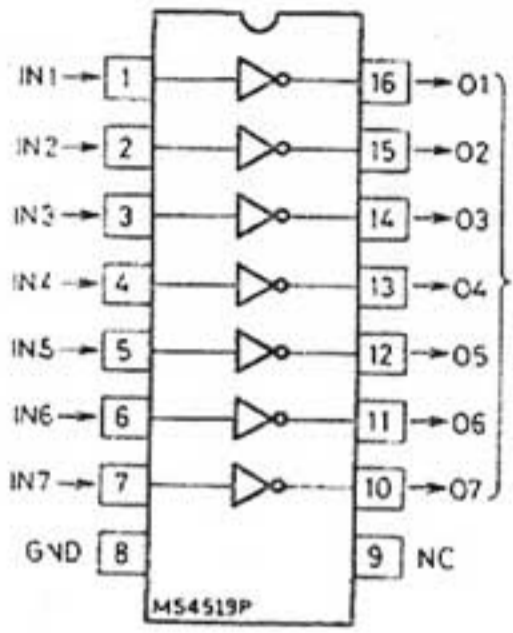 IN1 1 16 O1
IN2 2 15 O2
IN3 3 14 O3
IN4 4 13 O4
IN5 5 12 O5
IN6 6 11 O6
IN7 7 10 O7
GND 8 9 NC
M54519P